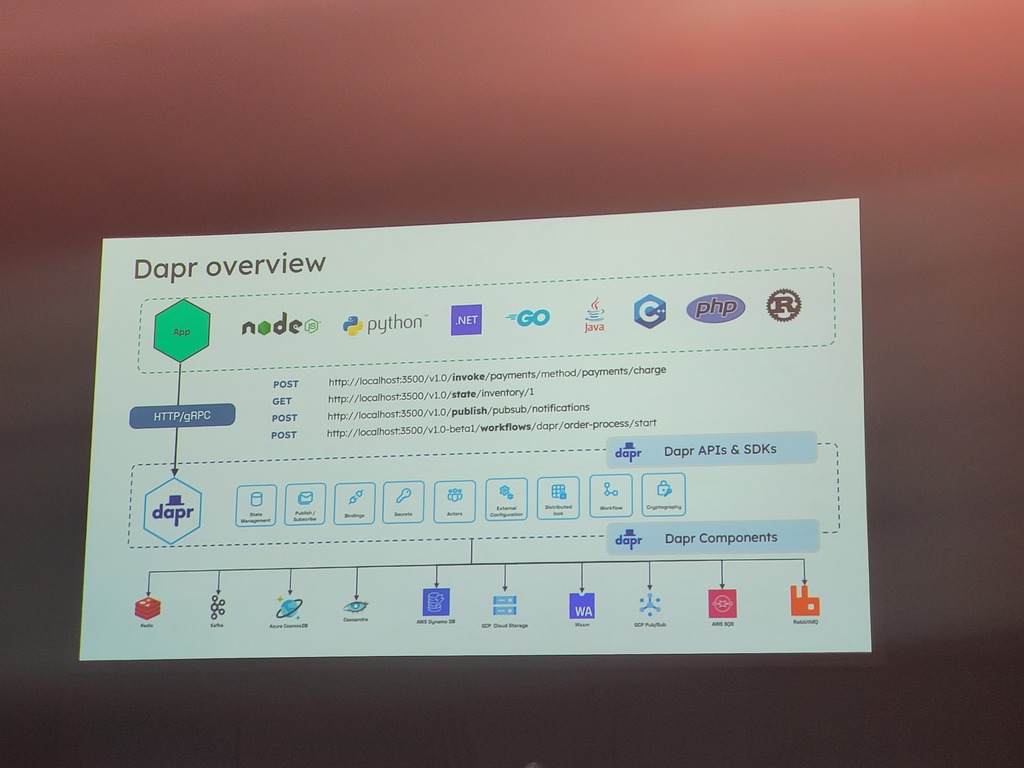 Dapr overview
App
node JS
python™
.NET
GO
Java
C
php
R
HTTP/gRPC
POST http://localhost:3500/v1.0/invoke/payments/method/payments/charge
GET http://localhost:3500/v1.0/state/inventory/1
POST http://localhost:3500/v1.0/publish/pubsub/notifications
POST http://localhost:3500/v1.0-beta1/workflows/dapr/order-process/start
dapr Dapr APIs & SDKs
dapr
State
Management
Publish /
Subscribe
Bindings
Secrets
Actors
External
Configuration
Distributed
lock
Workflow
Cryptography
dapr Dapr Components
Redis
Kafka
Azure CosmosDB
Cassandra
AWS Dynamo DB
GCP Cloud Storage
WA
Wasm
GCP Pub/Sub
AWS SQS
RabbitMQ